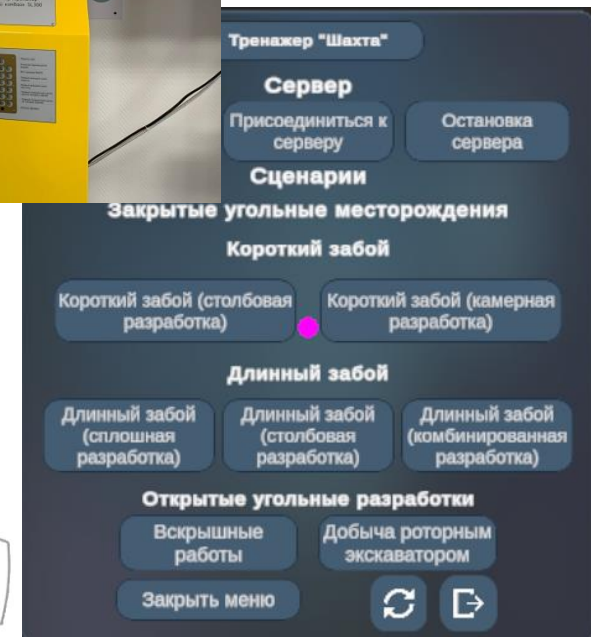 Тренажер "Шахта"
Сервер
Присоединиться к
серверу
Остановка
сервера
Сценарии
Закрытые угольные месторождения
Короткий забой
Короткий забой (столбовая
разработка)
Короткий забой (камерная
разработка)
Длинный забой
Длинный забой
(сплошная
разработка)
Длинный забой
(столбовая
разработка)
Длинный забой
(комбинированная
разработка)
Открытые угольные разработки
Вскрышные
работы
Добыча роторным
экскаватором
Закрыть меню